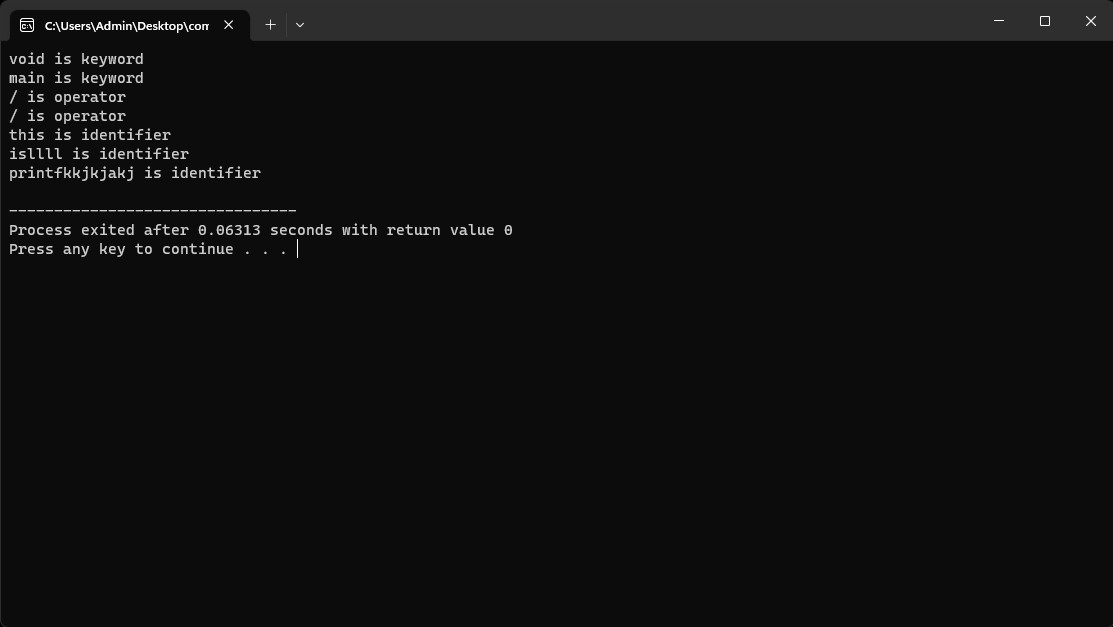 C:\Users\Admin\Desktop\com
void is keyword
main is keyword
/ is operator
/ is operator
this is identifier
isllll is identifier
printfkkjkjakj is identifier
--------------------------------
Process exited after 0.06313 seconds with return value 0
Press any key to continue . . .